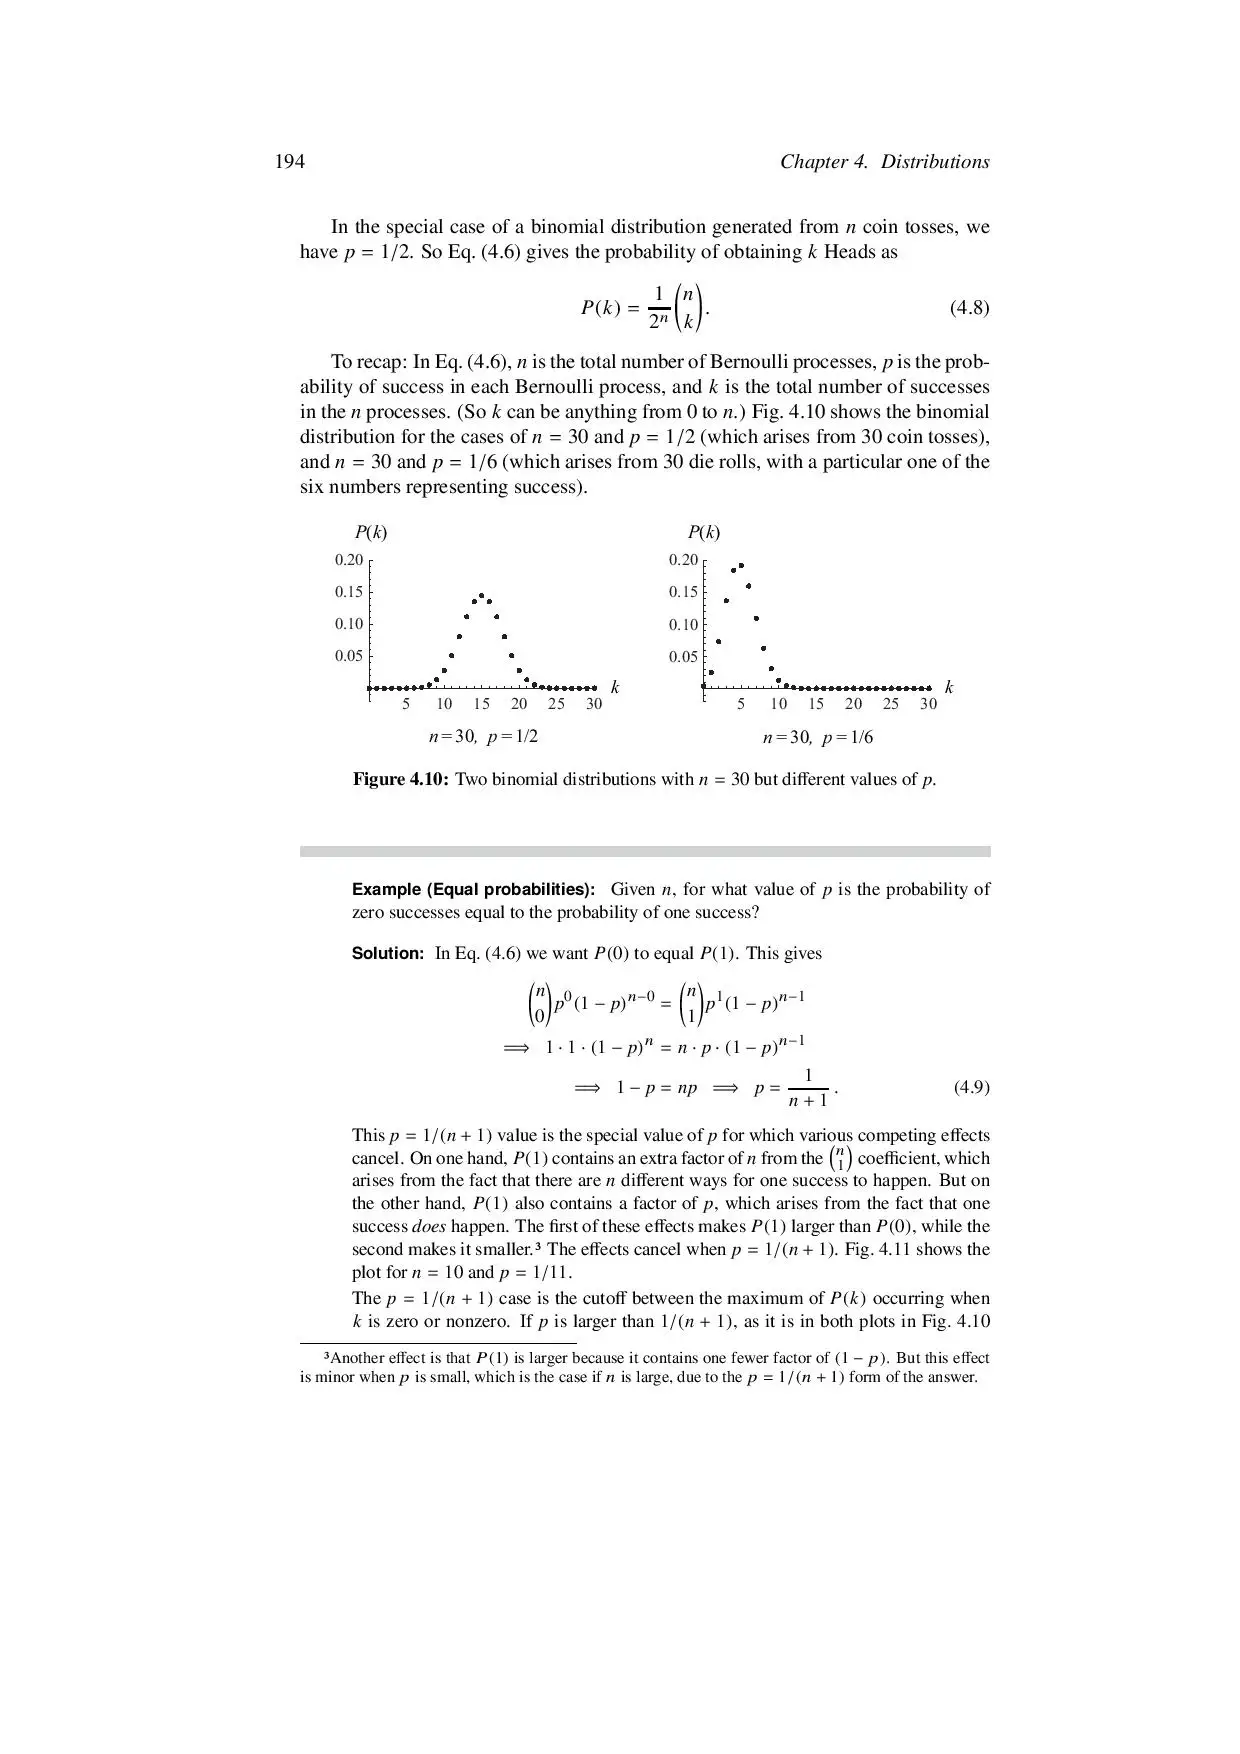 194
Chapter 4. Distributions
In the special case of a binomial distribution generated from n coin tosses, we
have p = 1/2. So Eq. (4.6) gives the probability of obtaining k Heads as
P(k) = \frac{1}{2^n}\binom{n}{k}. (4.8)
To recap: In Eq. (4.6), n is the total number of Bernoulli processes, p is the prob-
ability of success in each Bernoulli process, and k is the total number of successes
in the n processes. (So k can be anything from 0 to n.) Fig. 4.10 shows the binomial
distribution for the cases of n = 30 and p = 1/2 (which arises from 30 coin tosses),
and n = 30 and p = 1/6 (which arises from 30 die rolls, with a particular one of the
six numbers representing success).
P(k)
0.20
0.15
0.10
0.05
5 10 15 20 25 30 k
n=30, p=1/2
P(k)
0.20
0.15
0.10
0.05
5 10 15 20 25 30 k
n=30, p=1/6
Figure 4.10: Two binomial distributions with n = 30 but different values of p.
Example (Equal probabilities): Given n, for what value of p is the probability of
zero successes equal to the probability of one success?
Solution: In Eq. (4.6) we want P(0) to equal P(1). This gives
\binom{n}{0}p^0(1 − p)^{n−0} = \binom{n}{1}p^1(1 − p)^{n−1}
⟹ 1 · 1 · (1 − p)^n = n · p · (1 − p)^{n−1}
⟹ 1 − p = np ⟹ p = \frac{1}{n + 1}. (4.9)
This p = 1/(n + 1) value is the special value of p for which various competing effects
cancel. On one hand, P(1) contains an extra factor of n from the \binom{n}{1} coefficient, which
arises from the fact that there are n different ways for one success to happen. But on
the other hand, P(1) also contains a factor of p, which arises from the fact that one
success does happen. The first of these effects makes P(1) larger than P(0), while the
second makes it smaller.³ The effects cancel when p = 1/(n + 1). Fig. 4.11 shows the
plot for n = 10 and p = 1/11.
The p = 1/(n + 1) case is the cutoff between the maximum of P(k) occurring when
k is zero or nonzero. If p is larger than 1/(n + 1), as it is in both plots in Fig. 4.10
³Another effect is that P(1) is larger because it contains one fewer factor of (1 − p). But this effect
is minor when p is small, which is the case if n is large, due to the p = 1/(n + 1) form of the answer.